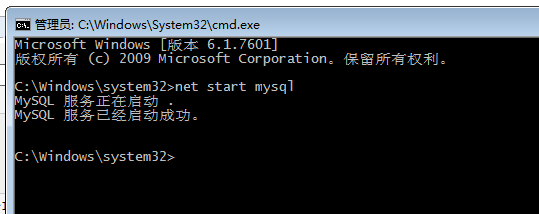 管理员: C:\Windows\System32\cmd.exe
Microsoft Windows [版本 6.1.7601]
版权所有 (c) 2009 Microsoft Corporation。保留所有权利。
C:\Windows\system32>net start mysql
MySQL 服务正在启动 .
MySQL 服务已经启动成功。
C:\Windows\system32>